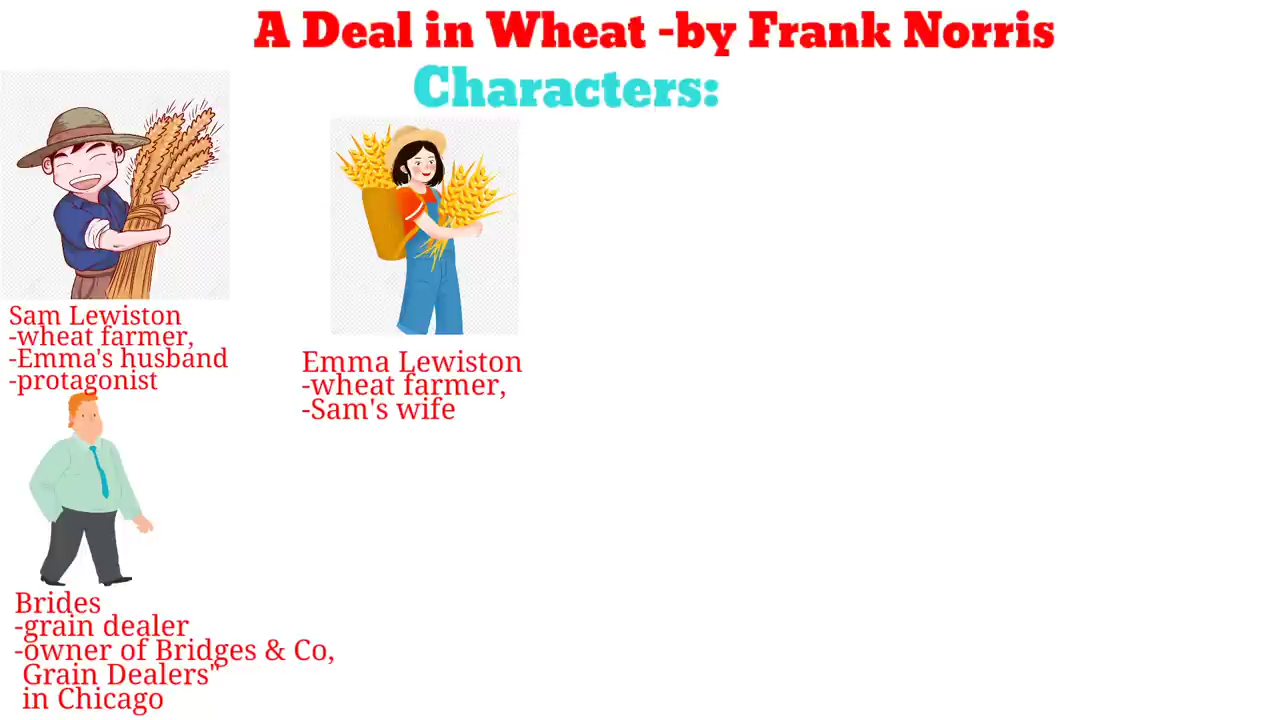 A Deal in Wheat -by Frank Norris
Characters:
Sam Lewiston
-wheat farmer,
-Emma's husband
-protagonist
Emma Lewiston
-wheat farmer,
-Sam's wife
Brides
-grain dealer
-owner of Bridges & Co,
Grain Dealers"
in Chicago